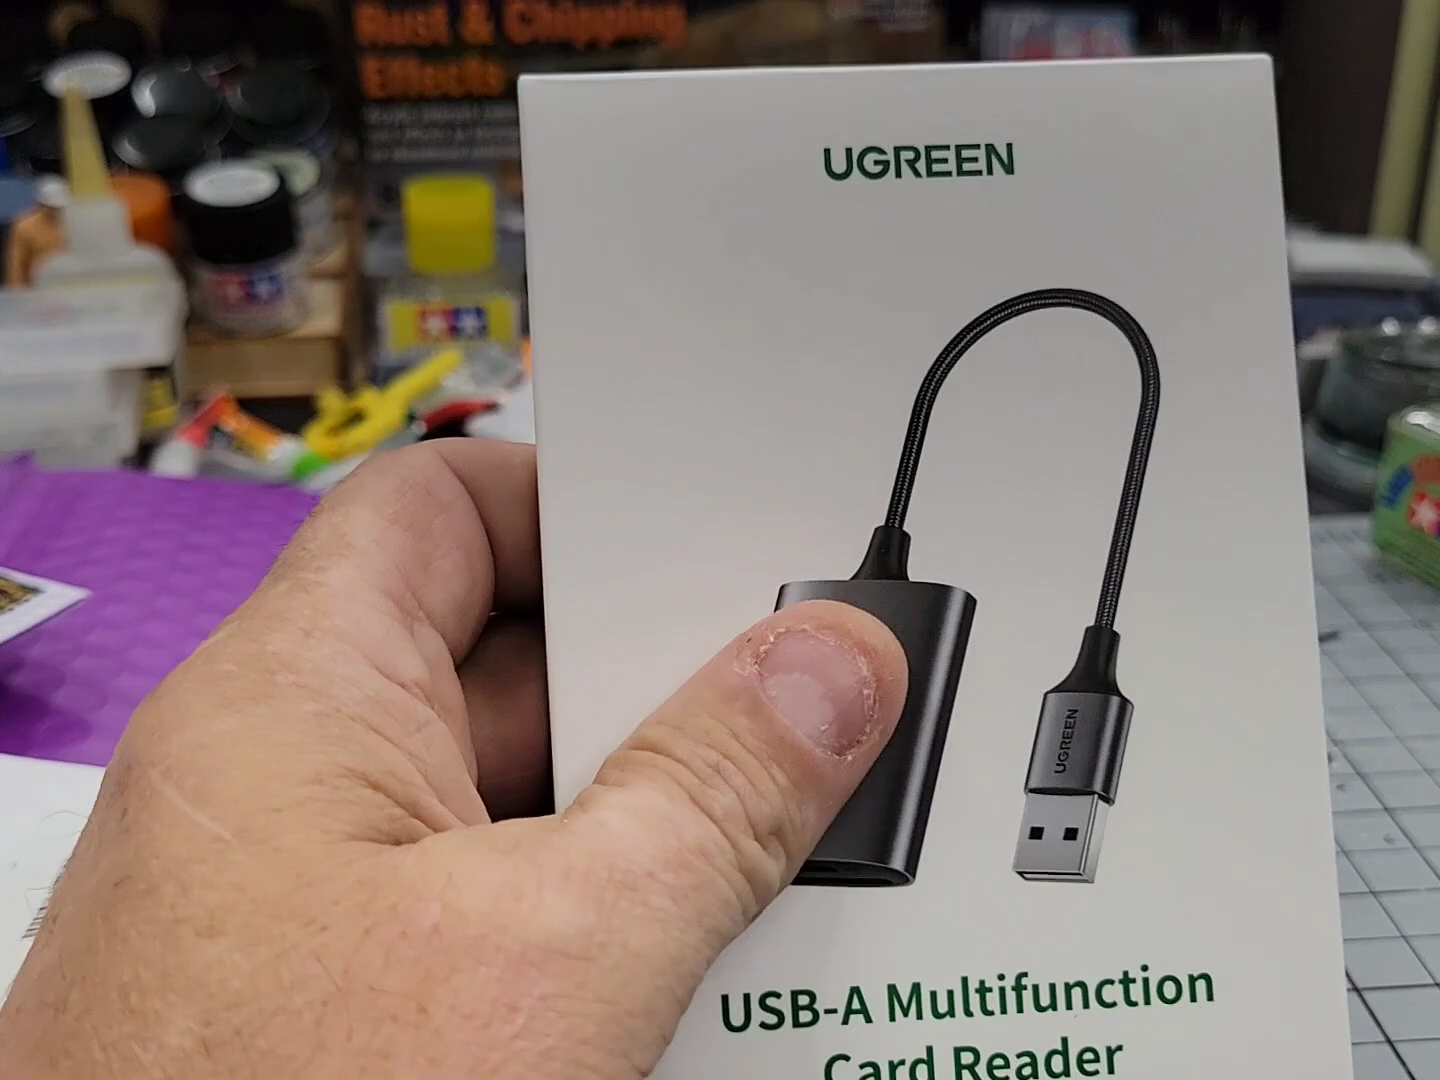 Rust & Chipping
Effects
UGREEN
UGREEN
USB-A Multifunction
Card Reader